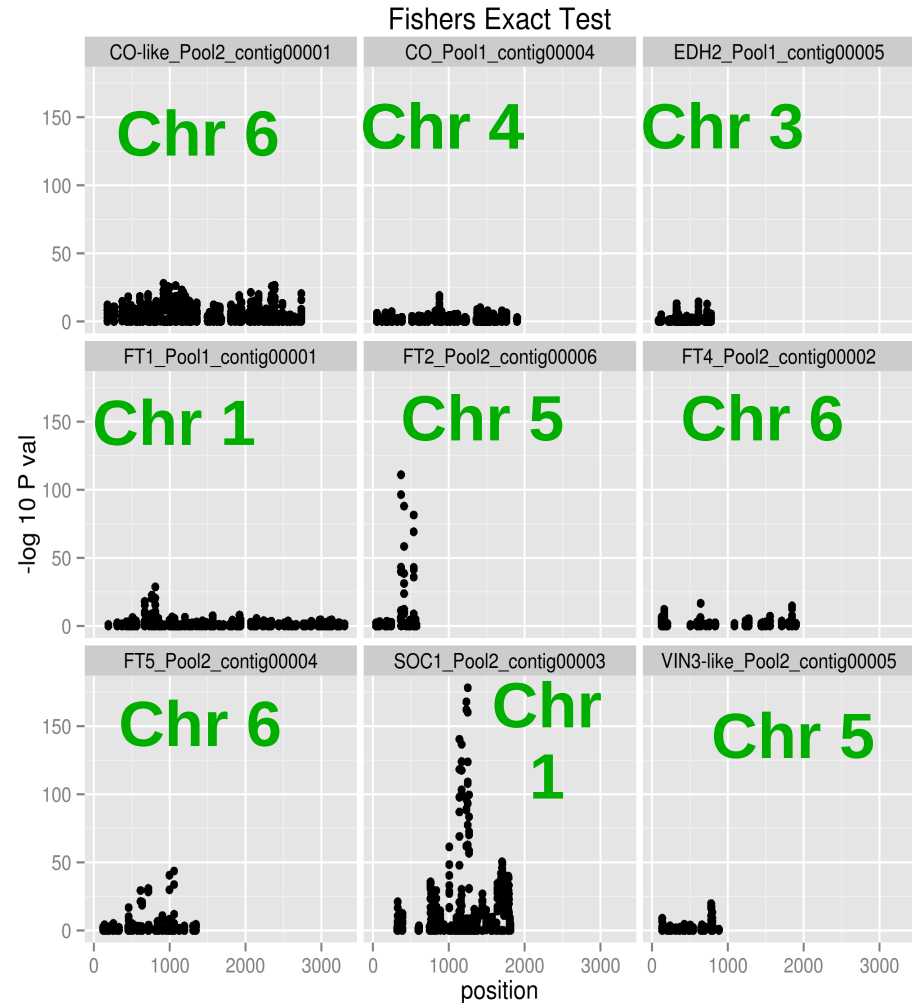 Fishers Exact Test
CO-like_Pool2_contig00001
CO_Pool1_contig00004
EDH2_Pool1_contig00005
Chr 6
Chr 4
Chr 3
150
100
50
0
FT1_Pool1_contig00001
FT2_Pool2_contig00006
FT4_Pool2_contig00002
Chr 1
Chr 5
Chr 6
150
100
50
0
-log 10 P val
FT5_Pool2_contig00004
SOC1_Pool2_contig00003
VIN3-like_Pool2_contig00005
Chr 6
Chr
1
Chr 5
150
100
50
0
0 1000 2000 3000
0 1000 2000 3000
0 1000 2000 3000
position